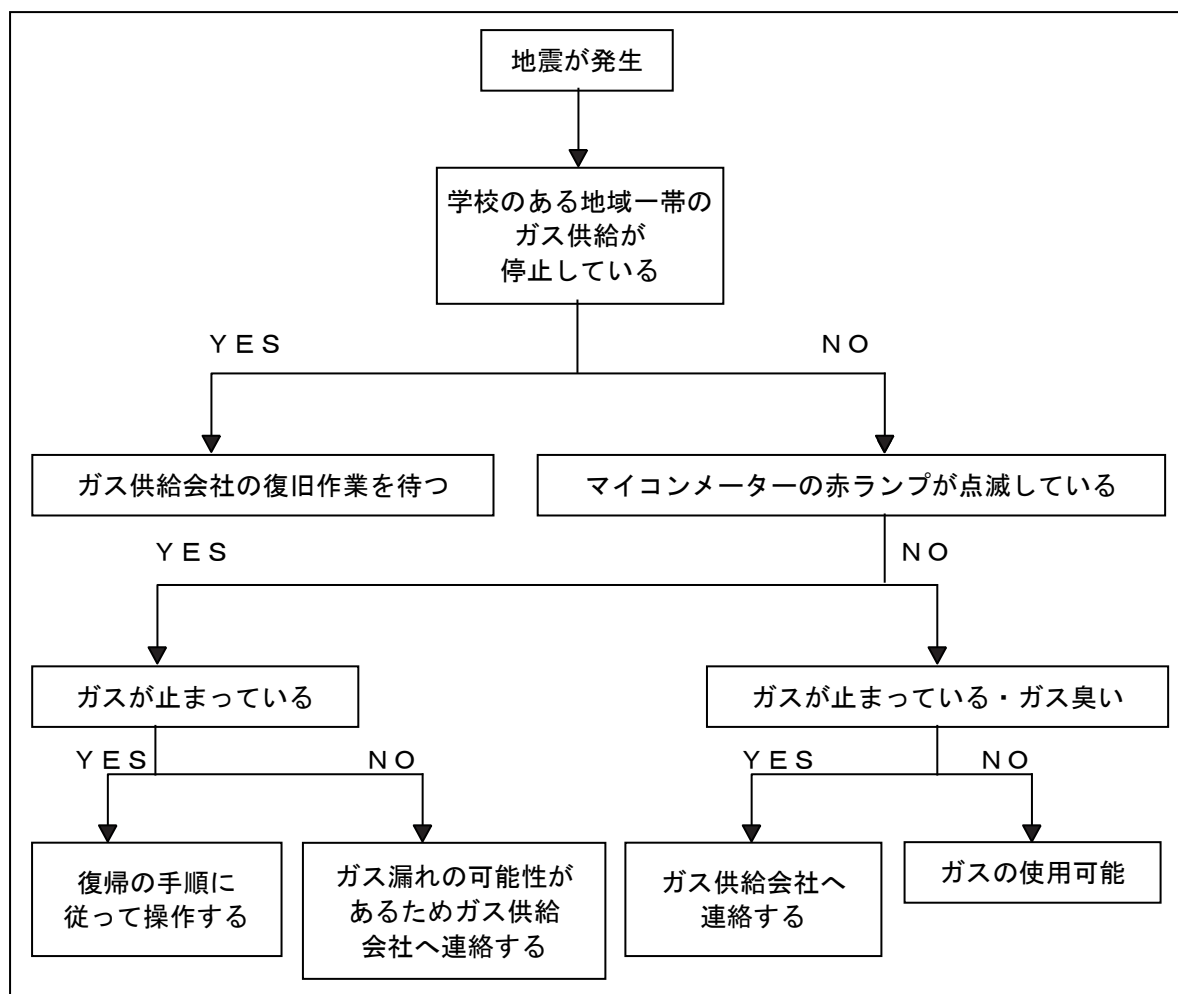 地震が発生
学校のある地域一帯の
ガス供給が
停止している
ＹＥＳ
ＮＯ
ガス供給会社の復旧作業を待つ
マイコンメーターの赤ランプが点滅している
ＹＥＳ
ＮＯ
ガスが止まっている
ガスが止まっている・ガス臭い
ＹＥＳ
ＮＯ
ＹＥＳ
ＮＯ
復帰の手順に
従って操作する
ガス漏れの可能性が
あるためガス供給
会社へ連絡する
ガス供給会社へ
連絡する
ガスの使用可能